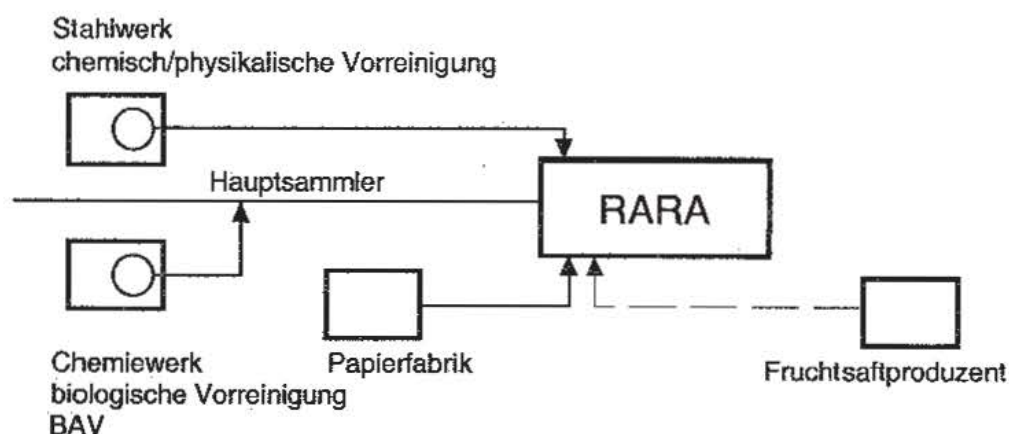 Stahlwerk
chemisch/physikalische Vorreinigung
Hauptsammler
RARA
Papierfabrik
Fruchtsaftproduzent
Chemiewerk
biologische Vorreinigung
BAV